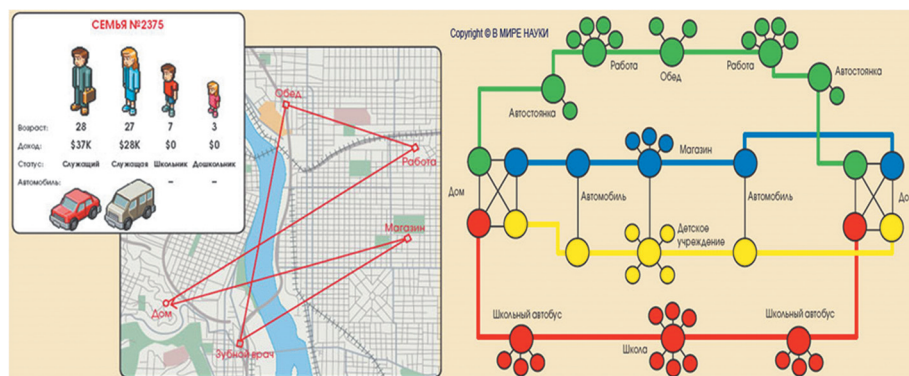 СЕМЬЯ №2375
Возраст: 28 27 7 3
Доход: $37K $28K $0 $0
Статус: Служащий Служащая Школьник Дошкольник
Автомобиль: – –
Обед
Работа
Магазин
Дом
Зубной врач
Copyright © В МИРЕ НАУКИ
Работа
Обед
Работа
Автостоянка
Автостоянка
Магазин
Дом
Автомобиль
Автомобиль
До
Детское
учреждение
Школьный автобус
Школа
Школьный автобус